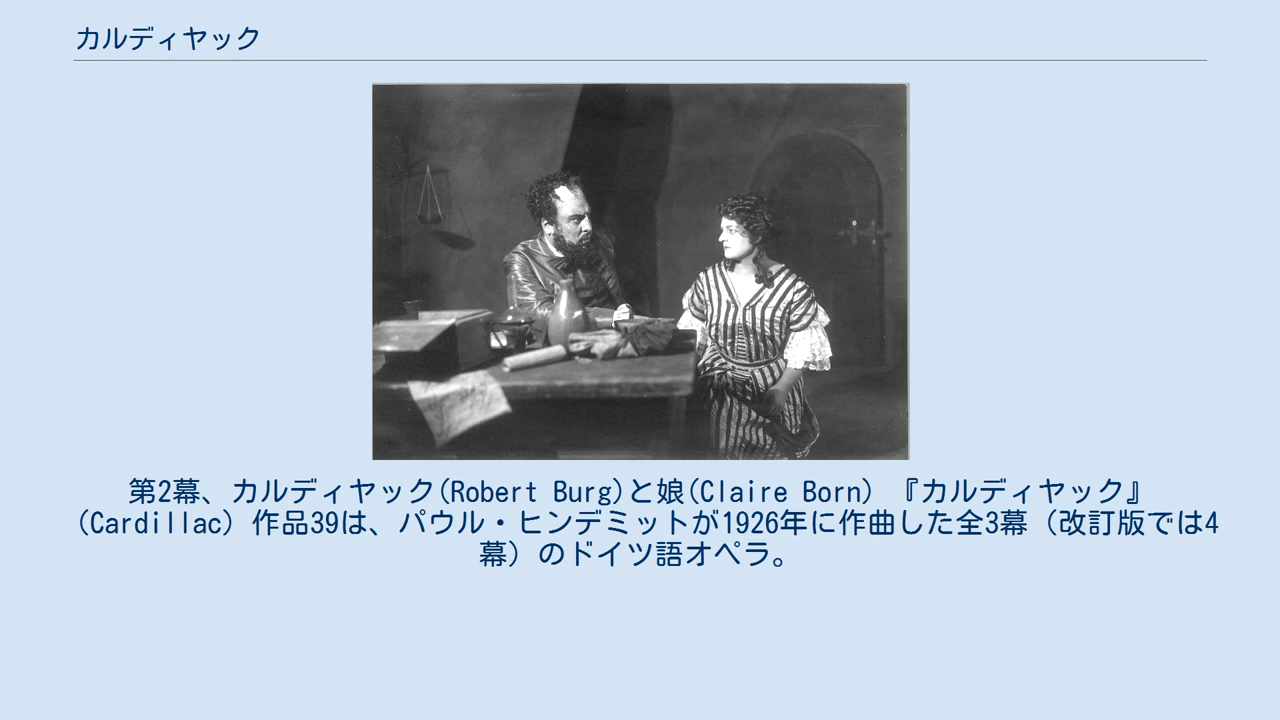 カルディヤック
第2幕、カルディヤック(Robert Burg)と娘(Claire Born) 『カルディヤック』
(Cardillac）作品39は、パウル・ヒンデミットが1926年に作曲した全3幕（改訂版では4
幕）のドイツ語オペラ。